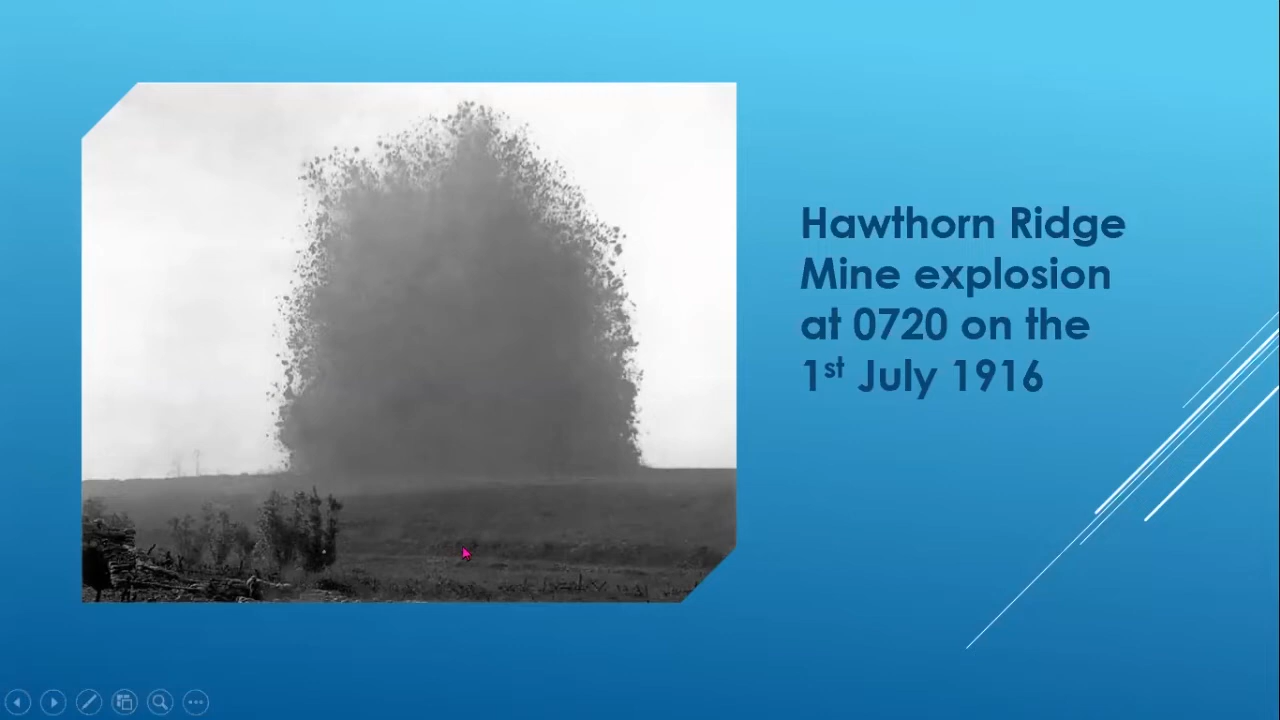 Hawthorn Ridge
Mine explosion
at 0720 on the
1st July 1916